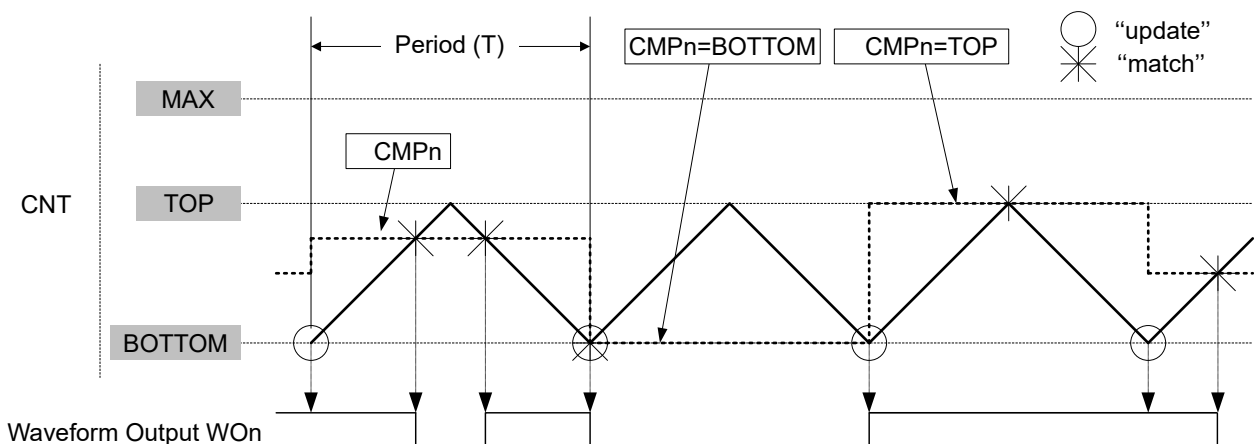 Period (T)
CMPn=BOTTOM
CMPn=TOP
“update”
“match”
MAX
CMPn
CNT
TOP
BOTTOM
Waveform Output WOn